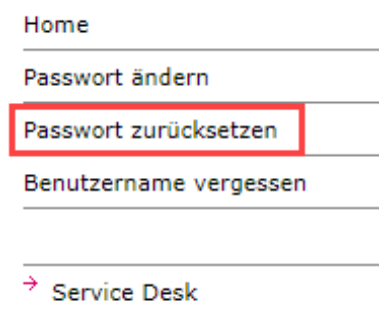 Home
Passwort ändern
Passwort zurücksetzen
Benutzername vergessen
→ Service Desk